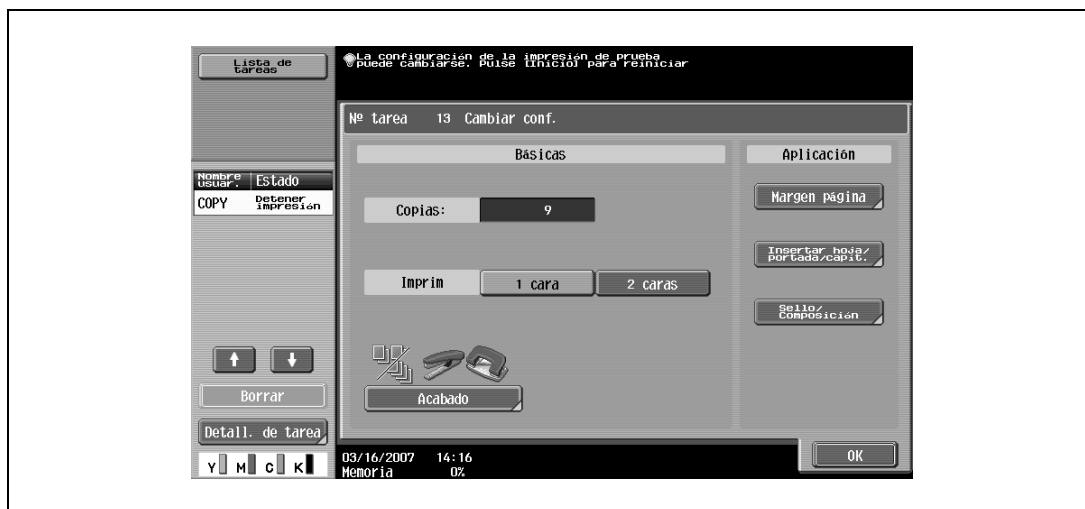 Lista de
tareas
La configuración de la impresión de prueba
puede cambiarse. Pulse [Inicio] para reiniciar
Nº tarea 13 Cambiar conf.
Básicas
Aplicación
Nombre
usuar.
Estado
COPY
Detener
impresión
Copias:
9
Margen página
Insertar hoja/
portada/capít.
Imprim
1 cara
2 caras
Sello/
Composición
Borrar
Acabado
Detall. de tarea
Y M C K
03/16/2007 14:16
Memoria 0%
OK